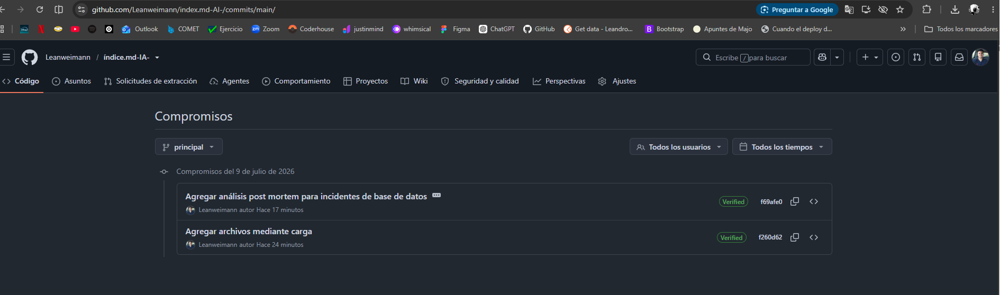 github.com/Leanweimann/index.md-AI-/commits/main/
Preguntar a Google
Outlook
COMET
Ejercicio
zm Zoom
Coderhouse
justinmind
whimsical
Figma
ChatGPT
GitHub
Get data - Leandro...
B Bootstrap
Apuntes de Majo
Cuando el deploy d...
»
Todos los marcadores
Leanweimann / índice.md-IA-
Escribe / para buscar
Código
Asuntos
Solicitudes de extracción
Agentes
Comportamiento
Proyectos
Wiki
Seguridad y calidad
Perspectivas
Ajustes
Compromisos
principal
Todos los usuarios
Todos los tiempos
Compromisos del 9 de julio de 2026
Agregar análisis post mortem para incidentes de base de datos
Verified
f69afe0
Leanweimann autor Hace 17 minutos
Agregar archivos mediante carga
Verified
f260d62
Leanweimann autor Hace 24 minutos